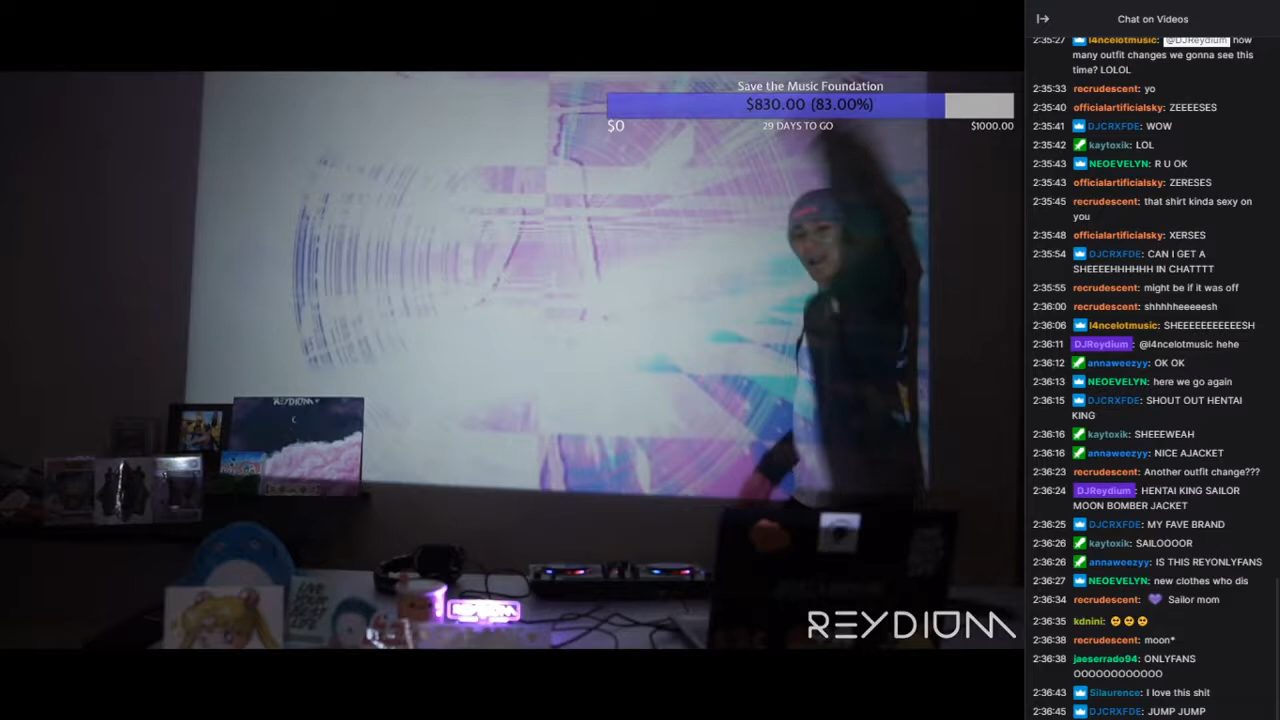 Save the Music Foundation
$830.00 (83.00%)
$0
29 DAYS TO GO
$1000.00
REYDIUM
REYDIUM
REYDIUM
Chat on Videos
2:35:27 l4ncelotmusic: @DJReydium how
many outfit changes we gonna see this
time? LOLOL
2:35:33 recrudescent: yo
2:35:40 officialartificialsky: ZEEEESES
2:35:41 DJCRXFDE: WOW
2:35:42 kaytoxik: LOL
2:35:43 NEOEVELYN: R U OK
2:35:43 officialartificialsky: ZERESES
2:35:45 recrudescent: that shirt kinda sexy on
you
2:35:48 officialartificialsky: XERSES
2:35:54 DJCRXFDE: CAN I GET A
SHEEEEHHHHHH IN CHATTTT
2:35:55 recrudescent: might be if it was off
2:36:00 recrudescent: shhhheeeeesh
2:36:06 l4ncelotmusic: SHEEEEEEEEEESH
2:36:11 DJReydium : @l4ncelotmusic hehe
2:36:12 annaweezyy: OK OK
2:36:13 NEOEVELYN: here we go again
2:36:15 DJCRXFDE: SHOUT OUT HENTAI
KING
2:36:16 kaytoxik: SHEEEWEAH
2:36:16 annaweezyy: NICE AJACKET
2:36:23 recrudescent: Another outfit change???
2:36:24 DJReydium : HENTAI KING SAILOR
MOON BOMBER JACKET
2:36:25 DJCRXFDE: MY FAVE BRAND
2:36:26 kaytoxik: SAILOOOOR
2:36:26 annaweezyy: IS THIS REYONLYFANS
2:36:27 NEOEVELYN: new clothes who dis
2:36:34 recrudescent: Sailor mom
2:36:35 kdnini:
2:36:38 recrudescent: moon*
2:36:38 jaeserrado94: ONLYFANS
OOOOOOOOOOOO
2:36:43 Silaurence: I love this shit
2:36:45 DJCRXFDE: JUMP JUMP